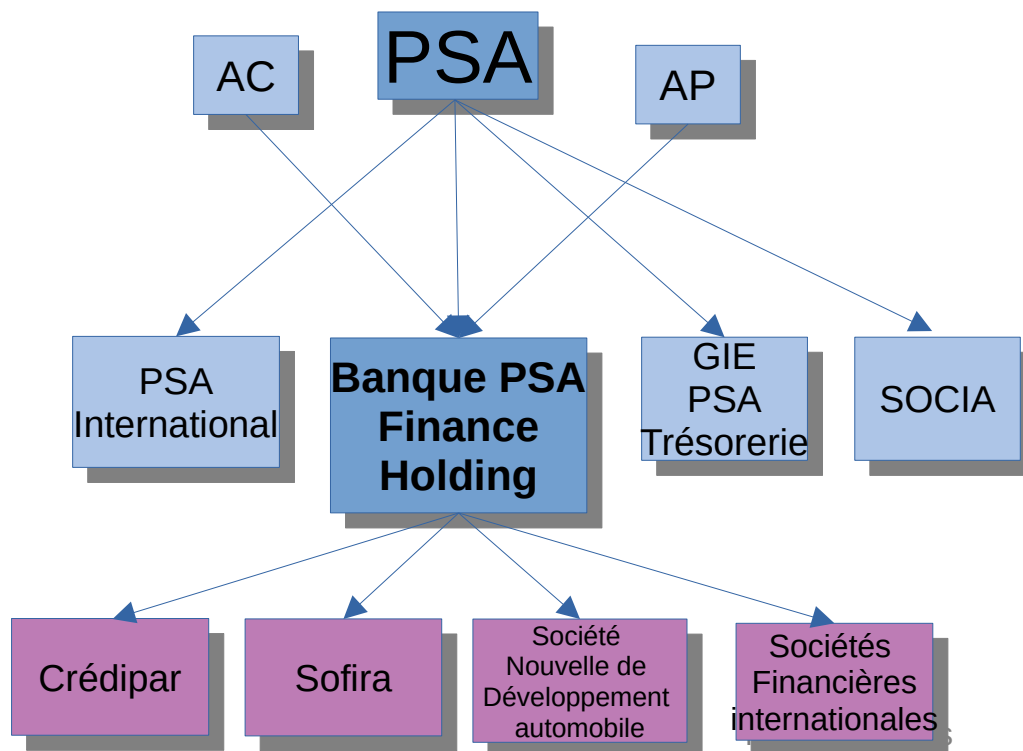 AC
PSA
AP
PSA
International
Banque PSA
Finance
Holding
GIE
PSA
Trésorerie
SOCIA
Crédipar
Sofira
Société
Nouvelle de
Développement
automobile
Sociétés
Financières
internationales